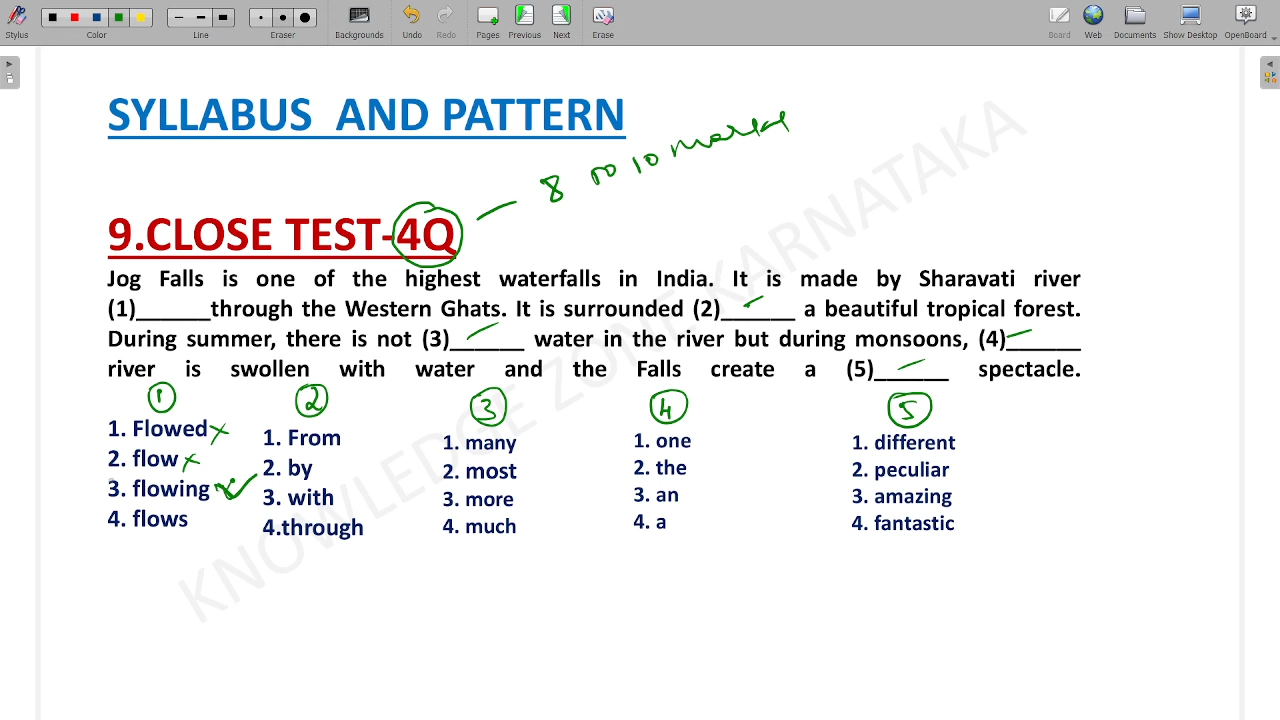 Stylus Color Line Eraser Backgrounds Undo Redo Pages Previous Next Erase Board Web Documents Show Desktop OpenBoard
SYLLABUS AND PATTERN
8 to 10 marks
9.CLOSE TEST-4Q
Jog Falls is one of the highest waterfalls in India. It is made by Sharavati river
(1)______through the Western Ghats. It is surrounded (2)______ a beautiful tropical forest.
During summer, there is not (3)______ water in the river but during monsoons, (4)______
river is swollen with water and the Falls create a (5)______ spectacle.
1 2 3 4 5
1. Flowed
2. flow
3. flowing
4. flows
1. From
2. by
3. with
4.through
1. many
2. most
3. more
4. much
1. one
2. the
3. an
4. a
1. different
2. peculiar
3. amazing
4. fantastic
KNOWLEDGE ZONE KARNATAKA